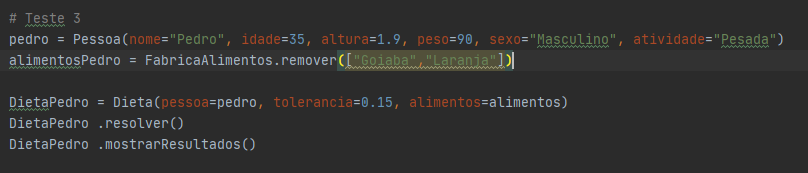 # Teste 3
pedro = Pessoa(nome="Pedro", idade=35, altura=1.9, peso=90, sexo="Masculino", atividade="Pesada")
alimentosPedro = FabricaAlimentos.remover(["Goiaba","Laranja"])
DietaPedro = Dieta(pessoa=pedro, tolerancia=0.15, alimentos=alimentos)
DietaPedro .resolver()
DietaPedro .mostrarResultados()